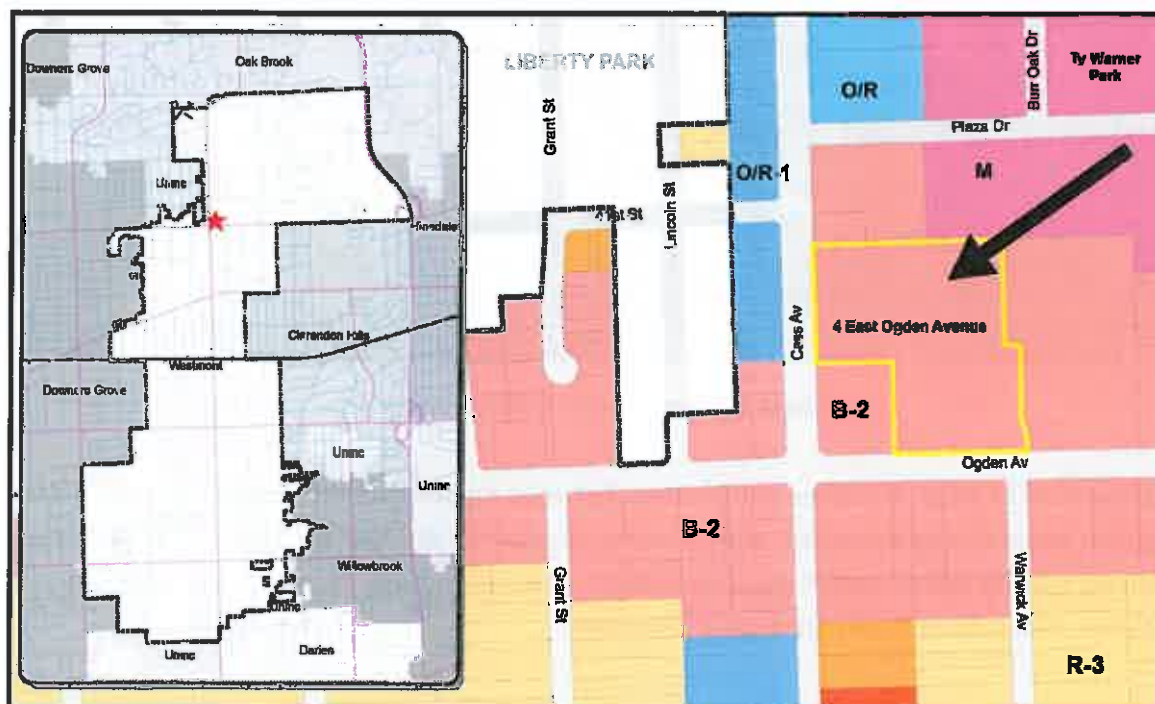 Downers Grove
Oak Brook
Uninc
Hinsdale
Clarendon Hills
Westmont
Downers Grove
Uninc
Uninc
Willowbrook
Uninc
Uninc
Darien
LIBERTY PARK
Grant St
Lincoln St
41st St
O/R-1
Cass Av
O/R
Burr Oak Dr
Ty Warner
Park
Plaza Dr
M
4 East Ogden Avenue
B-2
Ogden Av
B-2
Grant St
Warwick Av
R-3